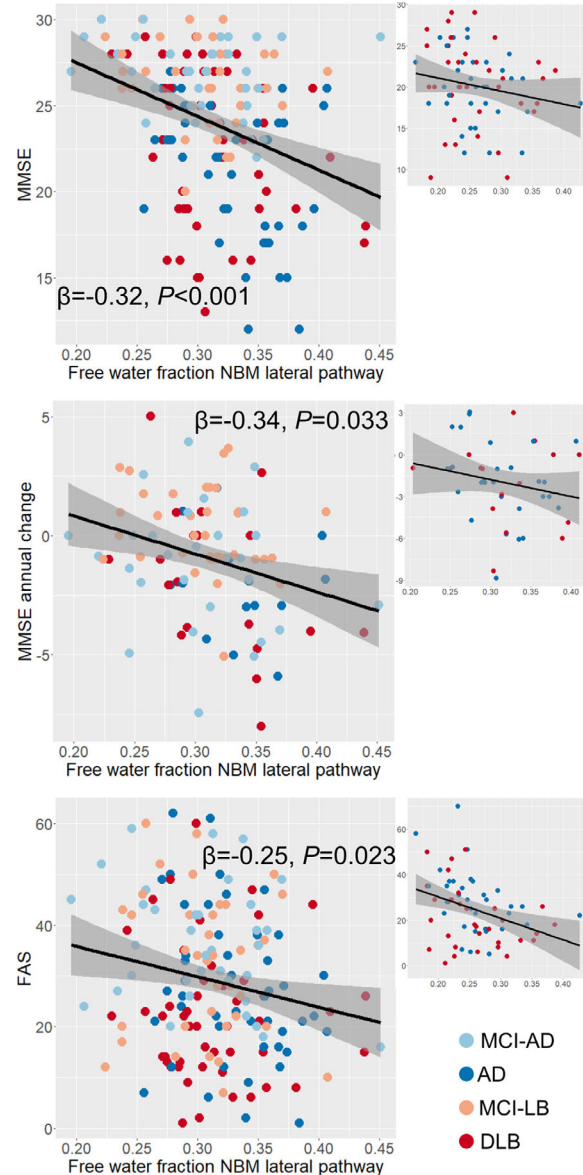 30
25
20
15
MMSE
β=-0.32, P<0.001
0.20 0.25 0.30 0.35 0.40 0.45
Free water fraction NBM lateral pathway
30
25
20
15
10
0.20 0.25 0.30 0.35 0.40
5
0
-5
MMSE annual change
β=-0.34, P=0.033
0.20 0.25 0.30 0.35 0.40 0.45
Free water fraction NBM lateral pathway
3
-0
-3
-6
-9
0.20 0.25 0.30 0.35 0.40
60
40
20
0
FAS
β=-0.25, P=0.023
0.20 0.25 0.30 0.35 0.40 0.45
Free water fraction NBM lateral pathway
80
60
40
20
0
0.20 0.25 0.30 0.35 0.40
MCI-AD
AD
MCI-LB
DLB